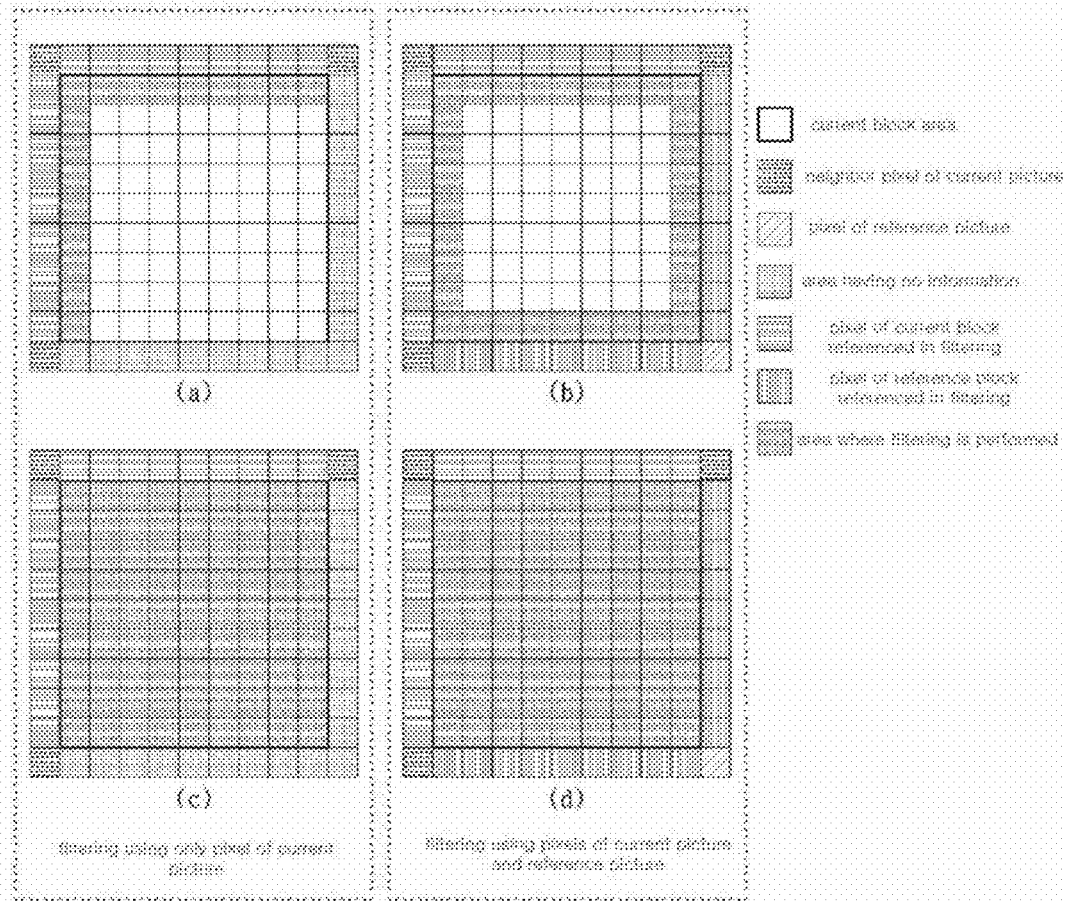 current block area
neighbor pixel of current picture
pixel of reference picture
area having no information
pixel of current block
referenced in filtering
pixel of reference block
referenced in filtering
area where filtering is performed
(a)
(b)
(c)
(d)
filtering using only pixel of current
picture
filtering using pixels of current picture
and reference picture